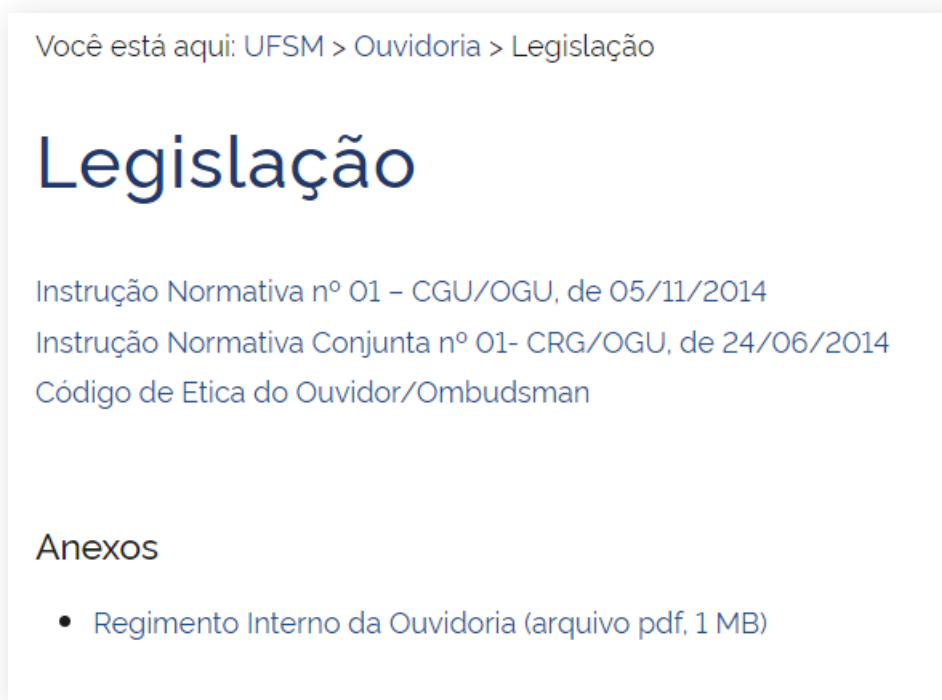 Você está aqui: UFSM > Ouvidoria > Legislação
Legislação
Instrução Normativa nº 01 – CGU/OGU, de 05/11/2014
Instrução Normativa Conjunta nº 01- CRG/OGU, de 24/06/2014
Código de Etica do Ouvidor/Ombudsman
Anexos
• Regimento Interno da Ouvidoria (arquivo pdf, 1 MB)